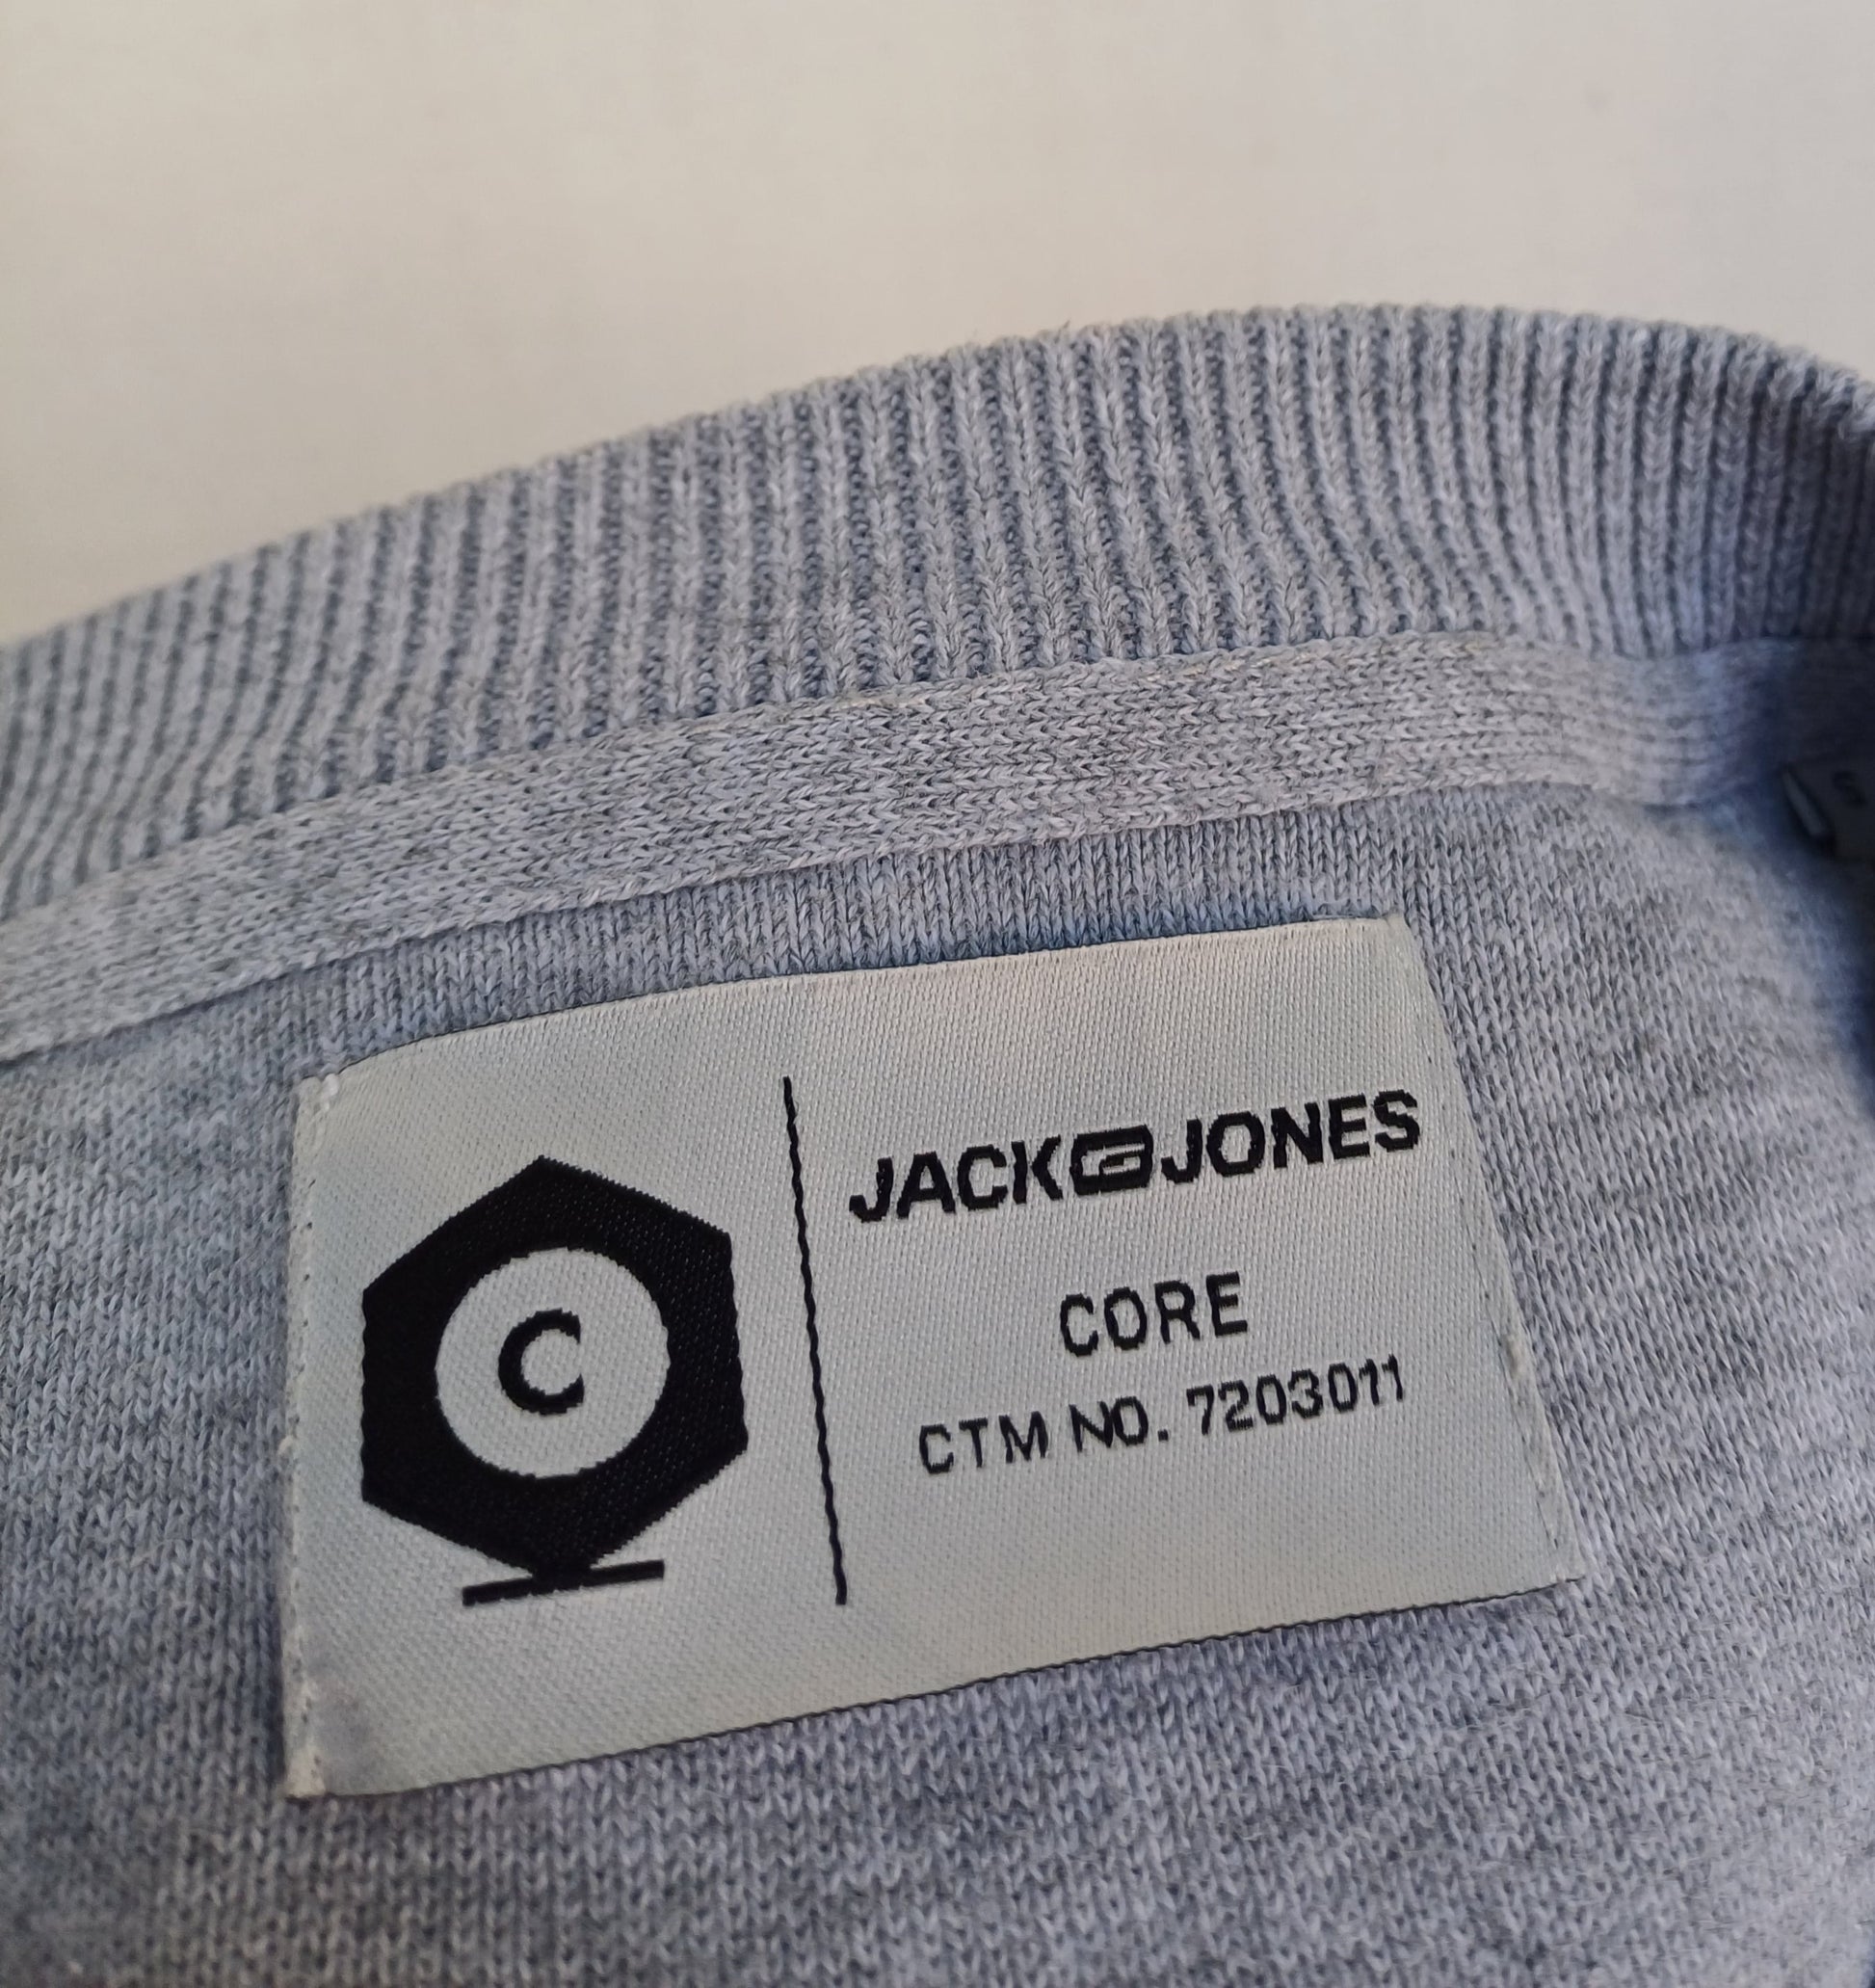 C
JACK&JONES
CORE
CTM NO. 7203011
S